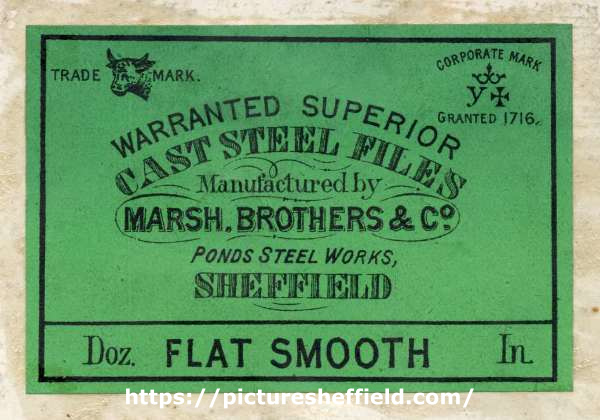 TRADE MARK.
CORPORATE MARK
y
GRANTED 1716.
WARRANTED SUPERIOR
CAST STEEL FILES
Manufactured by
MARSH. BROTHERS & Co.
PONDS STEEL WORKS,
SHEFFIELD
Doz. FLAT SMOOTH In.
https://picturesheffield.com/